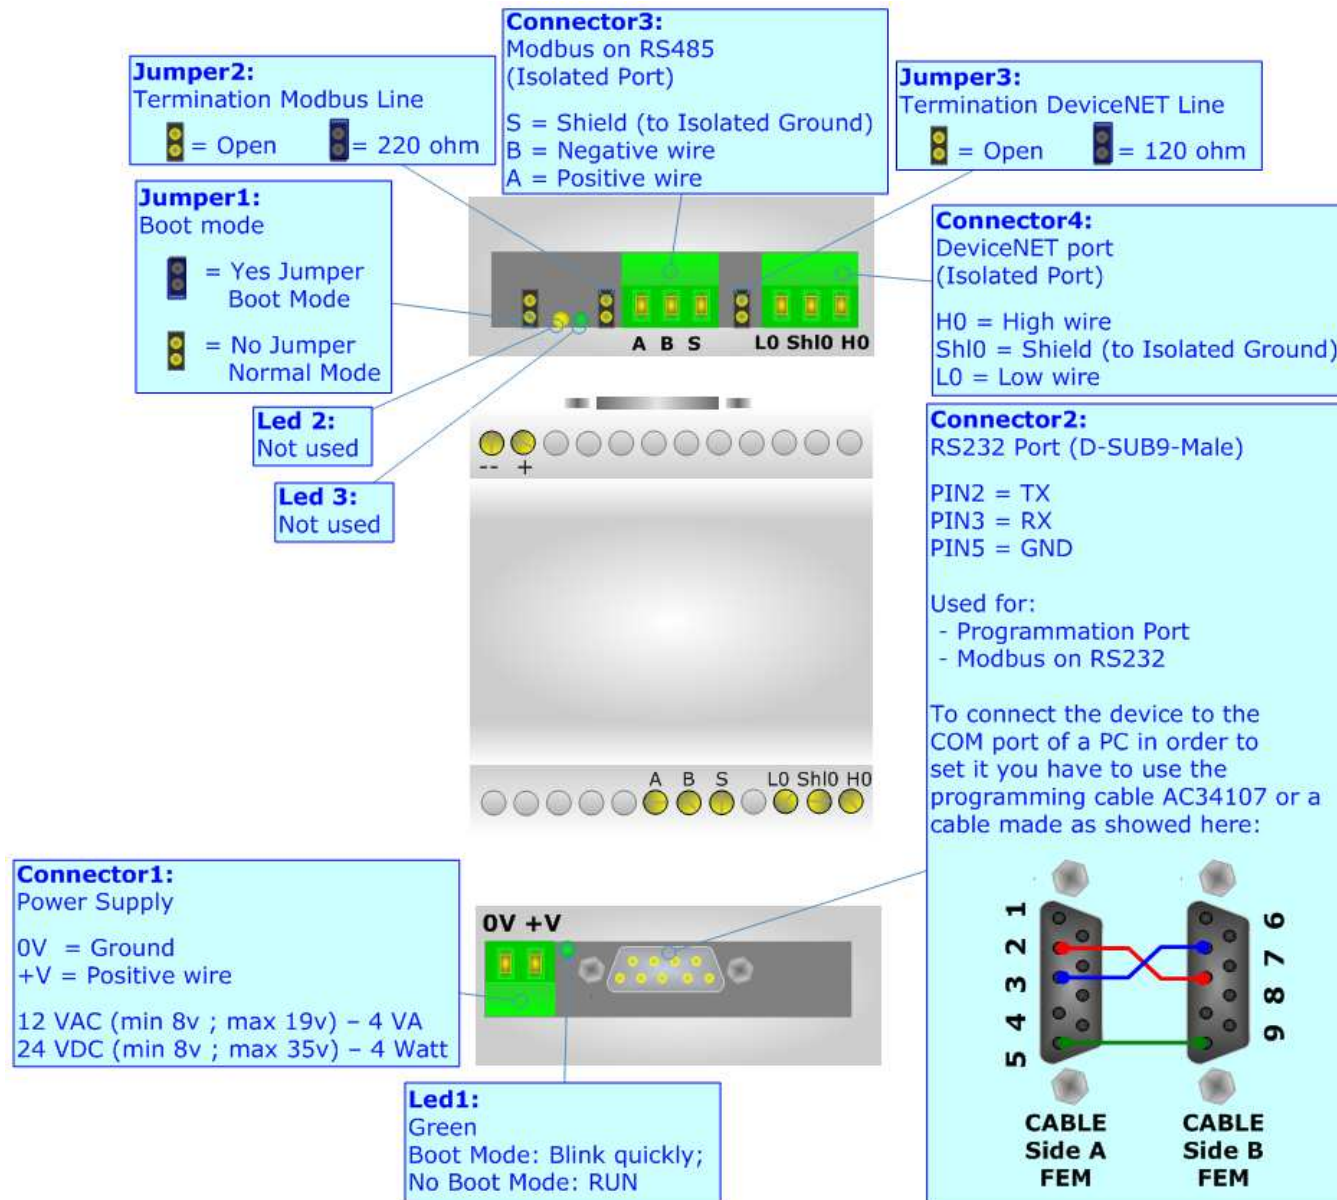 Connector3:
Modbus on RS485
(Isolated Port)
S = Shield (to Isolated Ground)
B = Negative wire
A = Positive wire
Jumper2:
Termination Modbus Line
= Open
= 220 ohm
Jumper3:
Termination DeviceNET Line
= Open
= 120 ohm
Jumper1:
Boot mode
= Yes Jumper
Boot Mode
= No Jumper
Normal Mode
Connector4:
DeviceNET port
(Isolated Port)
H0 = High wire
Shl0 = Shield (to Isolated Ground)
L0 = Low wire
A B S
L0 Shl0 H0
Led 2:
Not used
Led 3:
Not used
-- +
Connector2:
RS232 Port (D-SUB9-Male)
PIN2 = TX
PIN3 = RX
PIN5 = GND
Used for:
- Programmation Port
- Modbus on RS232
To connect the device to the
COM port of a PC in order to
set it you have to use the
programming cable AC34107 or a
cable made as showed here:
A B S L0 Shl0 H0
Connector1:
Power Supply
0V = Ground
+V = Positive wire
12 VAC (min 8v ; max 19v) – 4 VA
24 VDC (min 8v ; max 35v) – 4 Watt
0V +V
Led1:
Green
Boot Mode: Blink quickly;
No Boot Mode: RUN
1
2
3
4
5
6
7
8
9
CABLE
Side A
FEM
CABLE
Side B
FEM